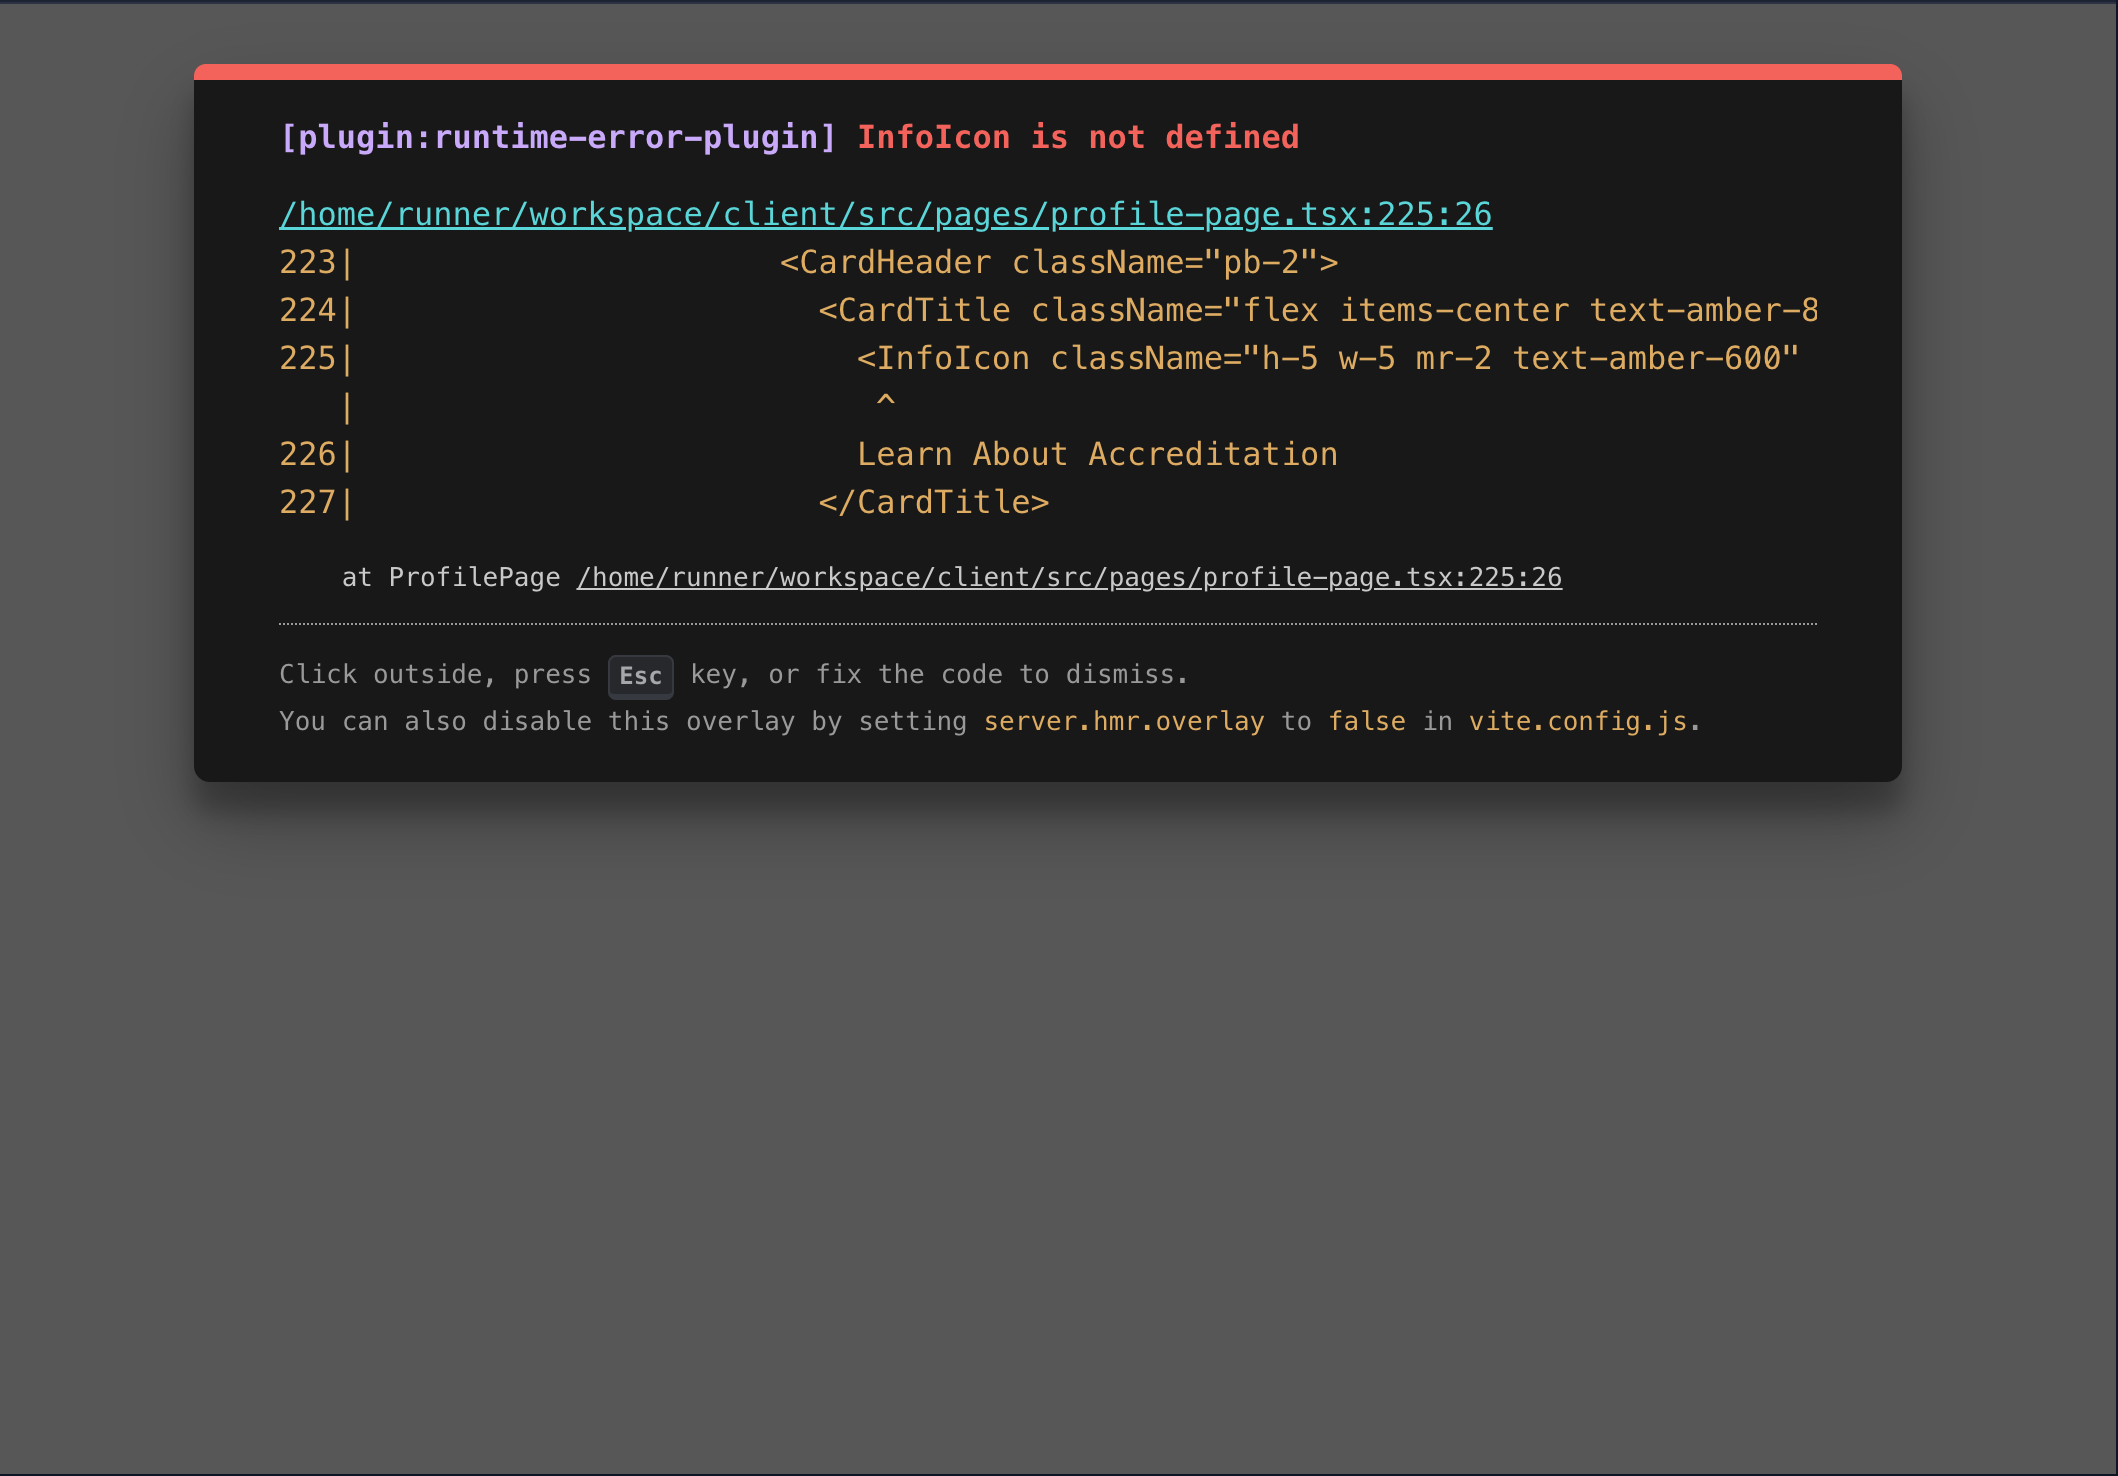 [plugin:runtime-error-plugin] InfoIcon is not defined
/home/runner/workspace/client/src/pages/profile-page.tsx:225:26
223|                      <CardHeader className="pb-2">
224|                        <CardTitle className="flex items-center text-amber-8
225|                          <InfoIcon className="h-5 w-5 mr-2 text-amber-600"
   |                           ^
226|                          Learn About Accreditation
227|                        </CardTitle>
at ProfilePage /home/runner/workspace/client/src/pages/profile-page.tsx:225:26
Click outside, press Esc key, or fix the code to dismiss.
You can also disable this overlay by setting server.hmr.overlay to false in vite.config.js.